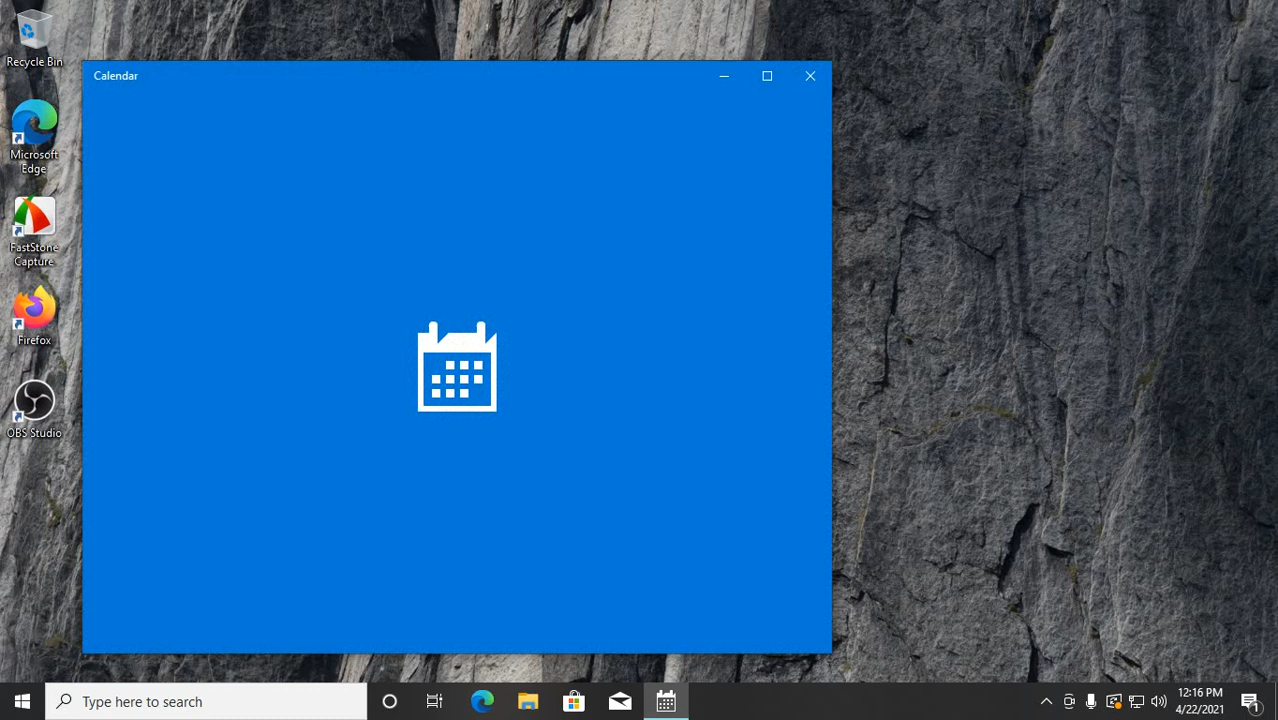 Recycle Bin
Calendar
Microsoft
Edge
FastStone
Capture
Firefox
OBS Studio
Type here to search
12:16 PM
4/22/2021
1